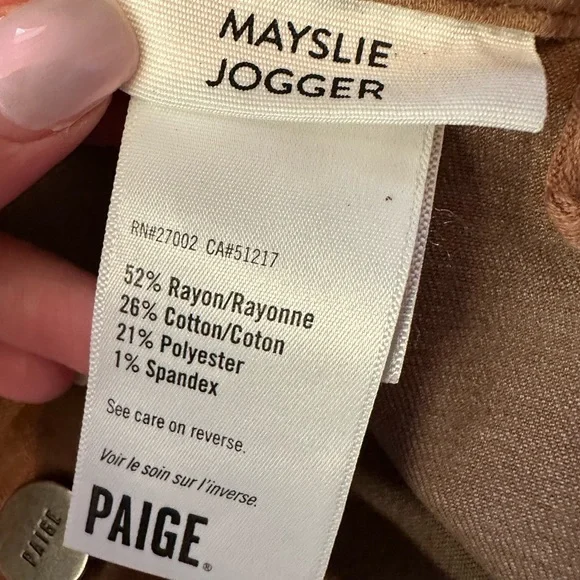 MAYSLIE
JOGGER
RN#27002 CA#51217
52% Rayon/Rayonne
26% Cotton/Coton
21% Polyester
1% Spandex
See care on reverse.
Voir le soin sur l'inverse.
PAIGE®
PAIGE